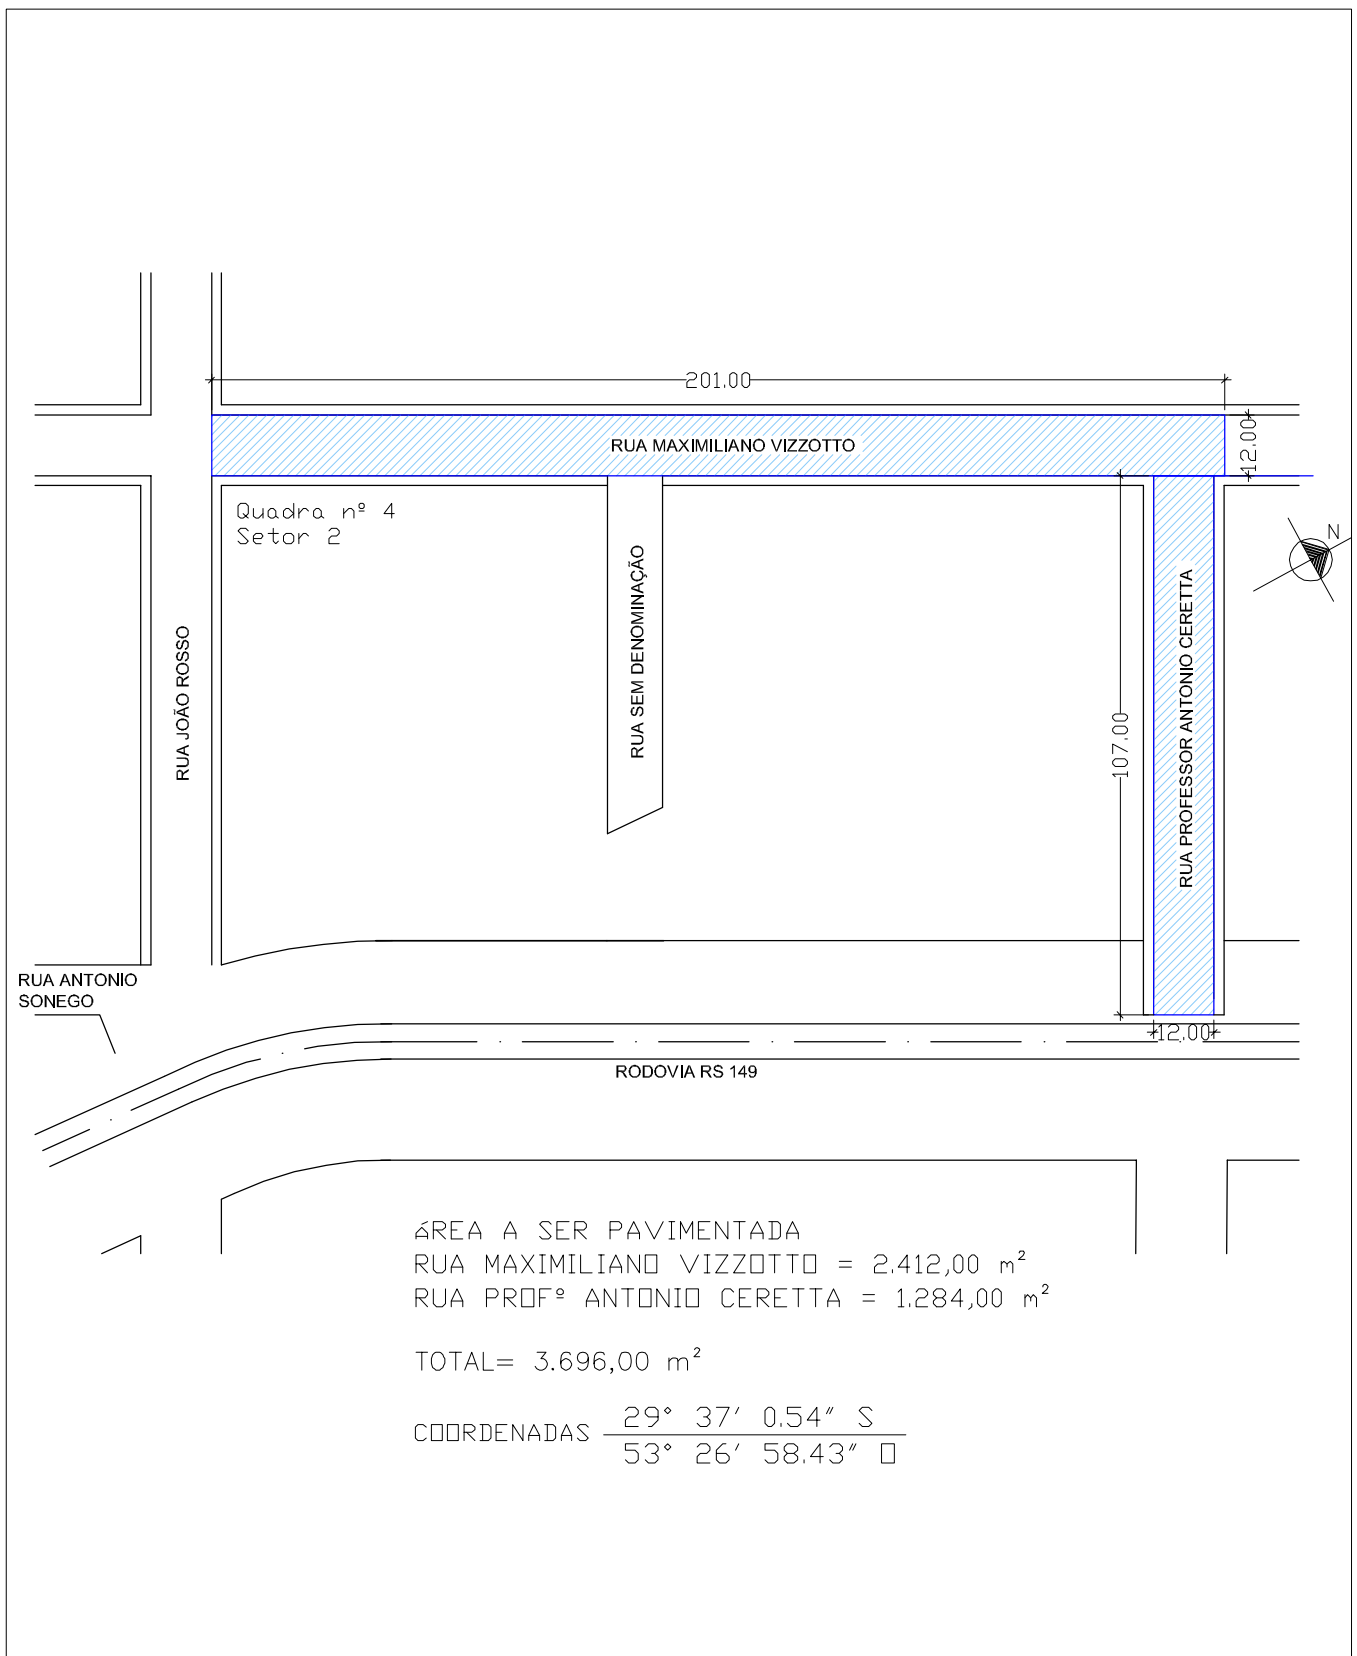 201.00
12.00
RUA MAXIMILIANO VIZZOTTO
Quadra nº 4
Setor 2
N
RUA SEM DENOMINAÇÃO
RUA JOÃO ROSSO
RUA PROFESSOR ANTONIO CERETTA
107.00
RUA ANTONIO
SONEGO
12.00
RODOVIA RS 149
áREA A SER PAVIMENTADA
RUA MAXIMILIANO VIZZOTTO = 2.412,00 m²
RUA PROFº ANTONIO CERETTA = 1.284,00 m²
TOTAL= 3.696,00 m²
COORDENADAS
29° 37' 0.54" S
53° 26' 58.43" O